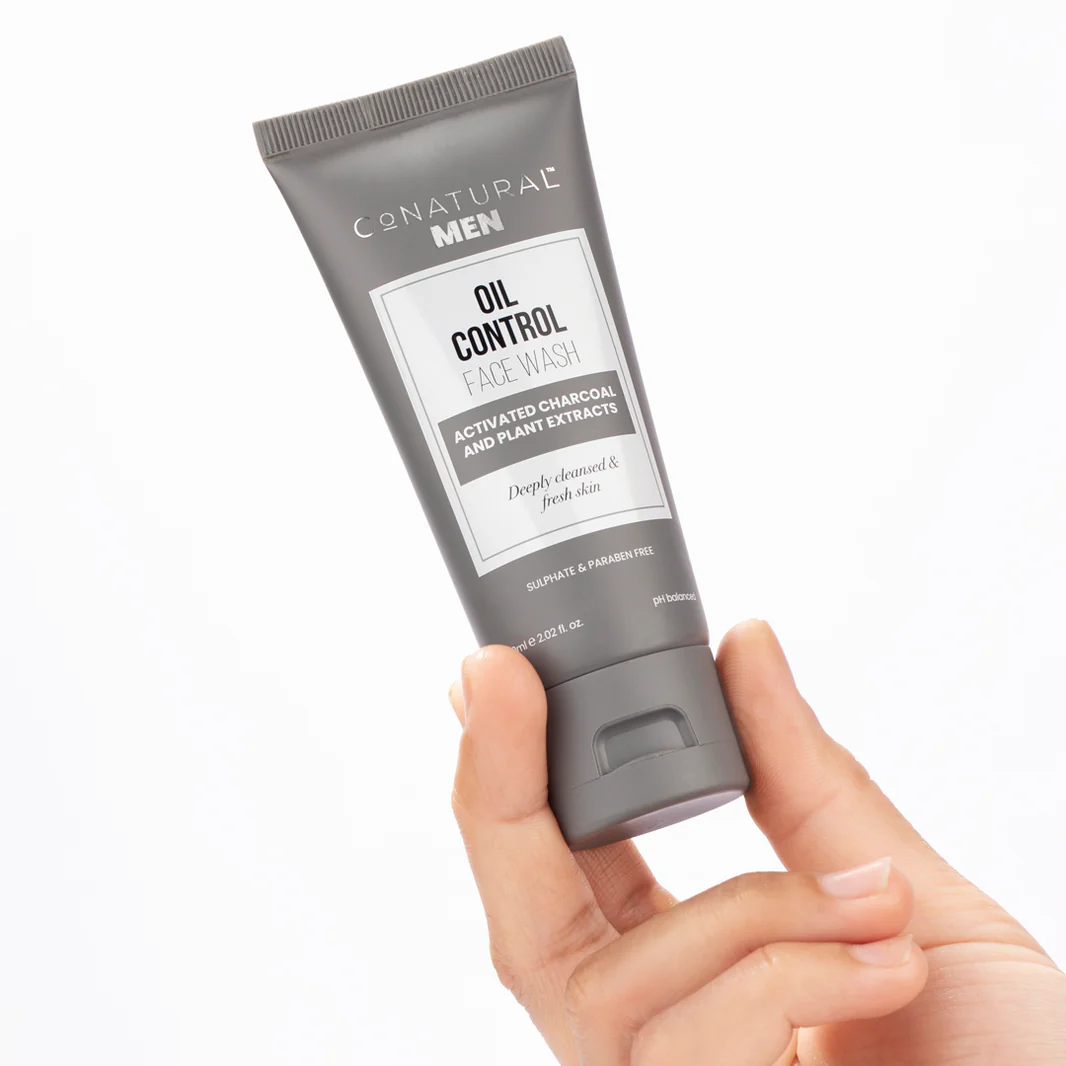 CoNATURAL™
MEN
OIL
CONTROL
FACE WASH
ACTIVATED CHARCOAL
AND PLANT EXTRACTS
Deeply cleansed &
fresh skin
SULPHATE & PARABEN FREE
pH balanced
℮ 2.02 fl. oz.